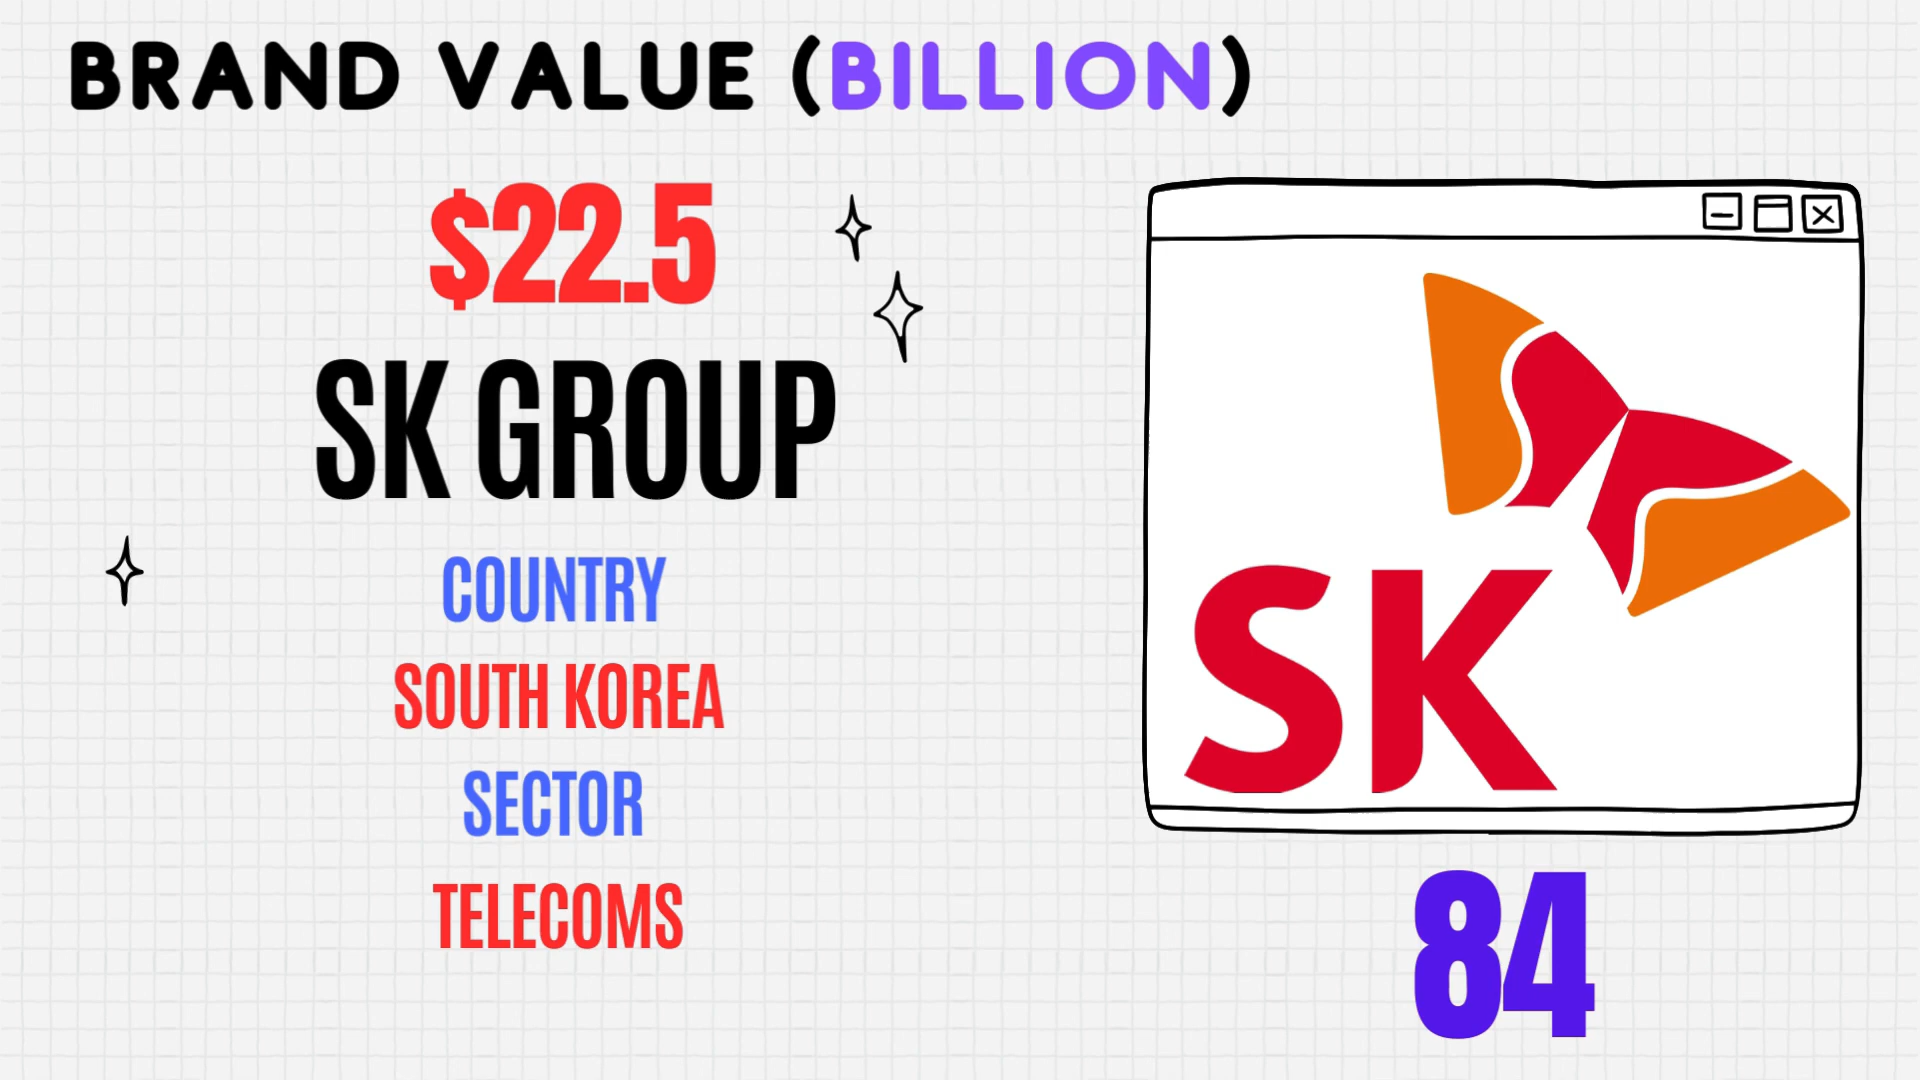 BRAND VALUE (BILLION)
$22.5
SK GROUP
COUNTRY
SOUTH KOREA
SECTOR
TELECOMS
SK
84